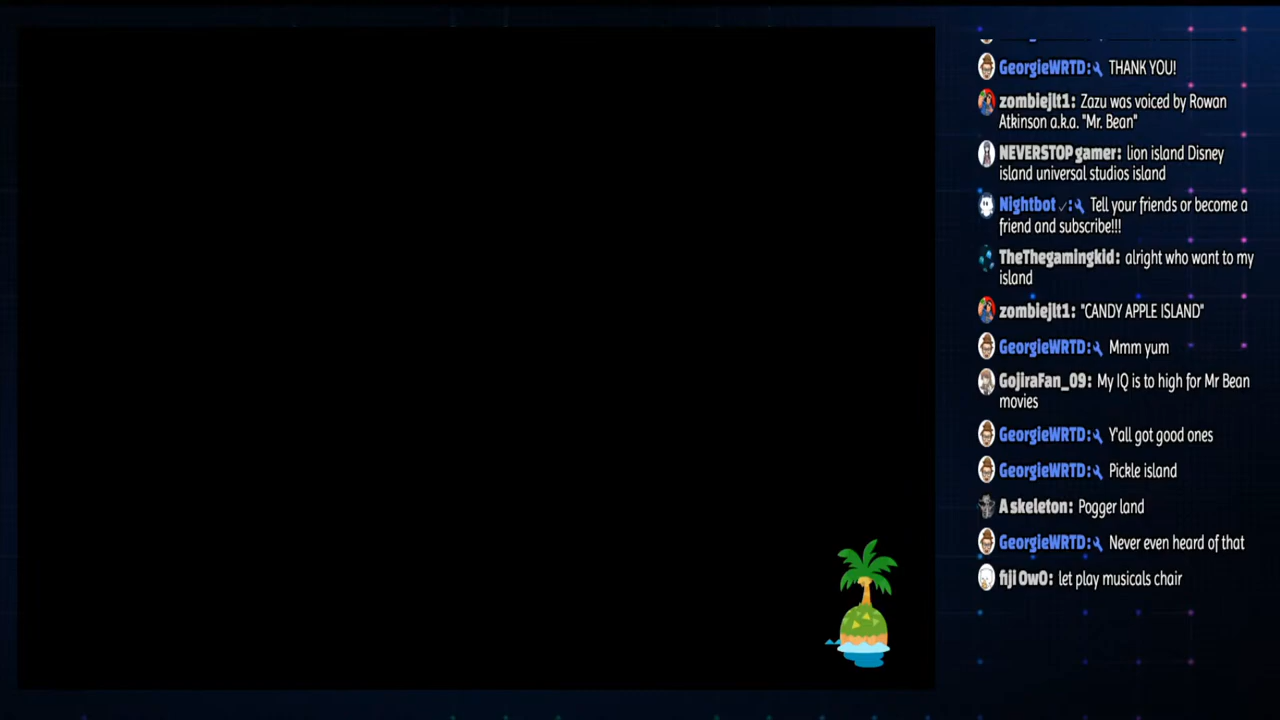 GeorgieWRTD: THANK YOU!
zombiejlt1: Zazu was voiced by Rowan
Atkinson a.k.a. "Mr. Bean"
NEVERSTOP gamer: lion island Disney
island universal studios island
Nightbot ✓: Tell your friends or become a
friend and subscribe!!!
TheThegamingkid: alright who want to my
island
zombiejlt1: "CANDY APPLE ISLAND"
GeorgieWRTD: Mmm yum
GojiraFan_09: My IQ is to high for Mr Bean
movies
GeorgieWRTD: Y'all got good ones
GeorgieWRTD: Pickle island
A skeleton: Pogger land
GeorgieWRTD: Never even heard of that
fiji OwO: let play musicals chair